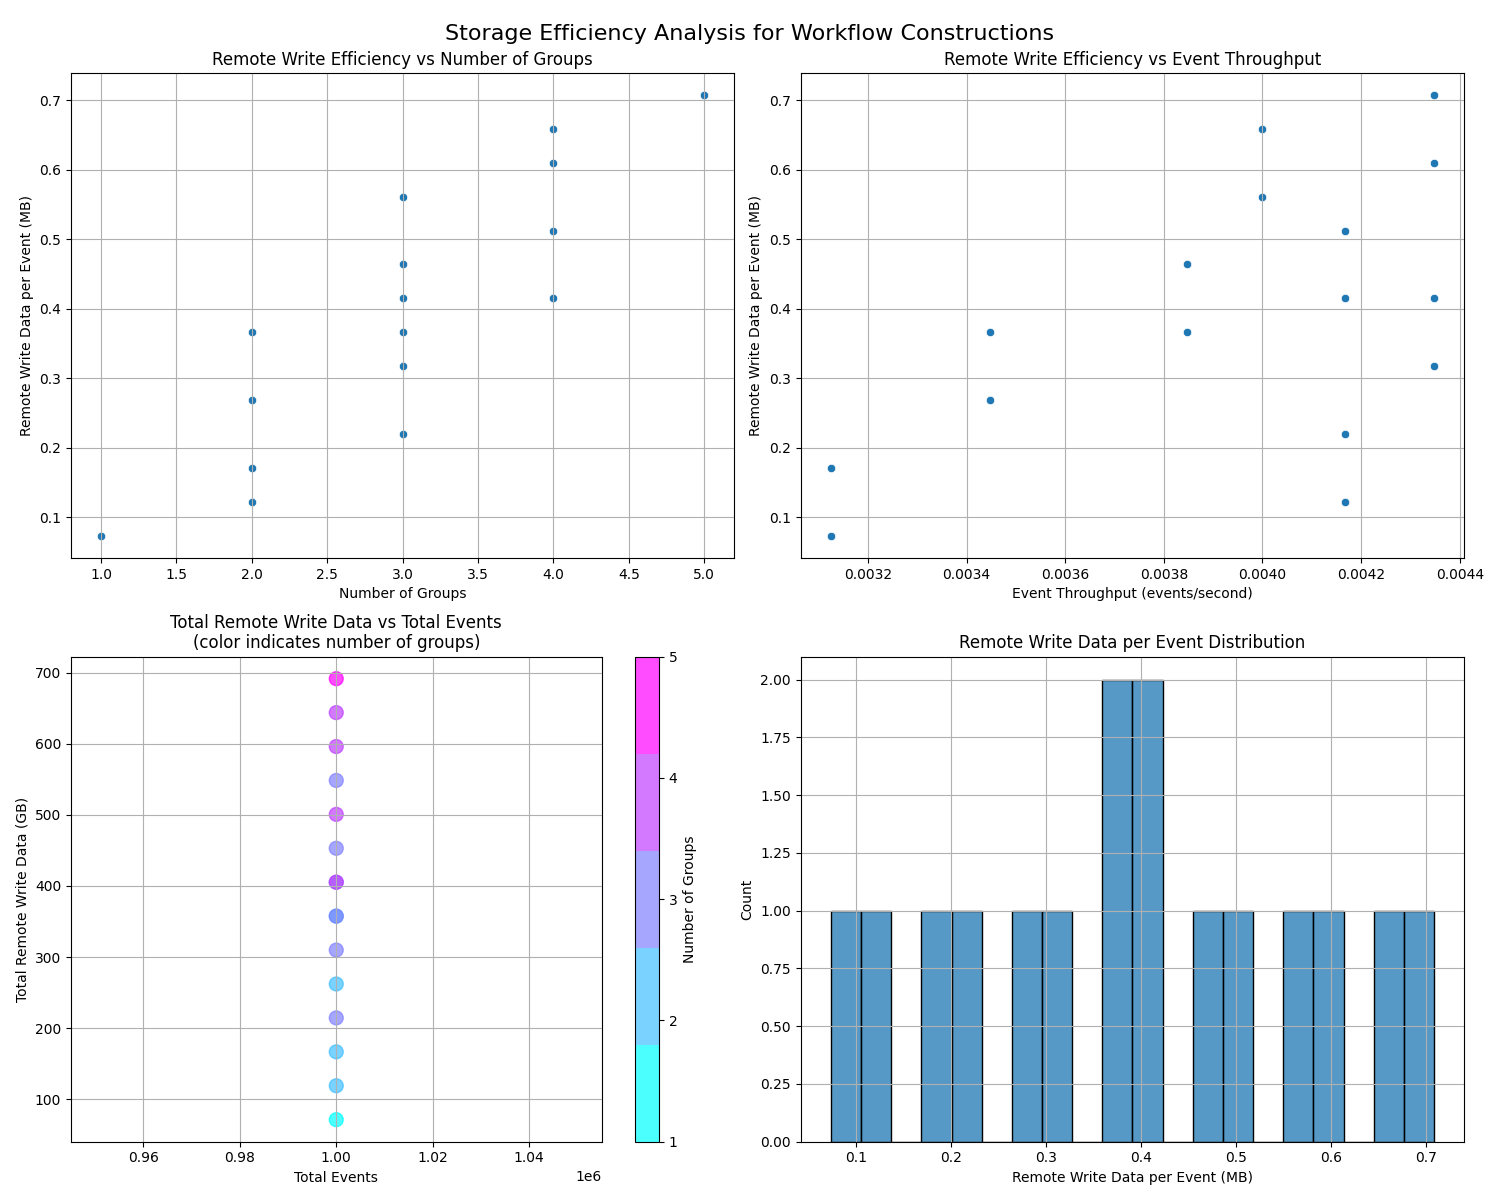 Storage Efficiency Analysis for Workflow Constructions
Remote Write Efficiency vs Number of Groups
Remote Write Data per Event (MB)
0.7
0.6
0.5
0.4
0.3
0.2
0.1
1.0 1.5 2.0 2.5 3.0 3.5 4.0 4.5 5.0
Number of Groups
Remote Write Efficiency vs Event Throughput
Remote Write Data per Event (MB)
0.7
0.6
0.5
0.4
0.3
0.2
0.1
0.0032 0.0034 0.0036 0.0038 0.0040 0.0042 0.0044
Event Throughput (events/second)
Total Remote Write Data vs Total Events
(color indicates number of groups)
Total Remote Write Data (GB)
700
600
500
400
300
200
100
0.96 0.98 1.00 1.02 1.04
Total Events
1e6
5
4
3
2
1
Number of Groups
Remote Write Data per Event Distribution
Count
2.00
1.75
1.50
1.25
1.00
0.75
0.50
0.25
0.00
0.1 0.2 0.3 0.4 0.5 0.6 0.7
Remote Write Data per Event (MB)